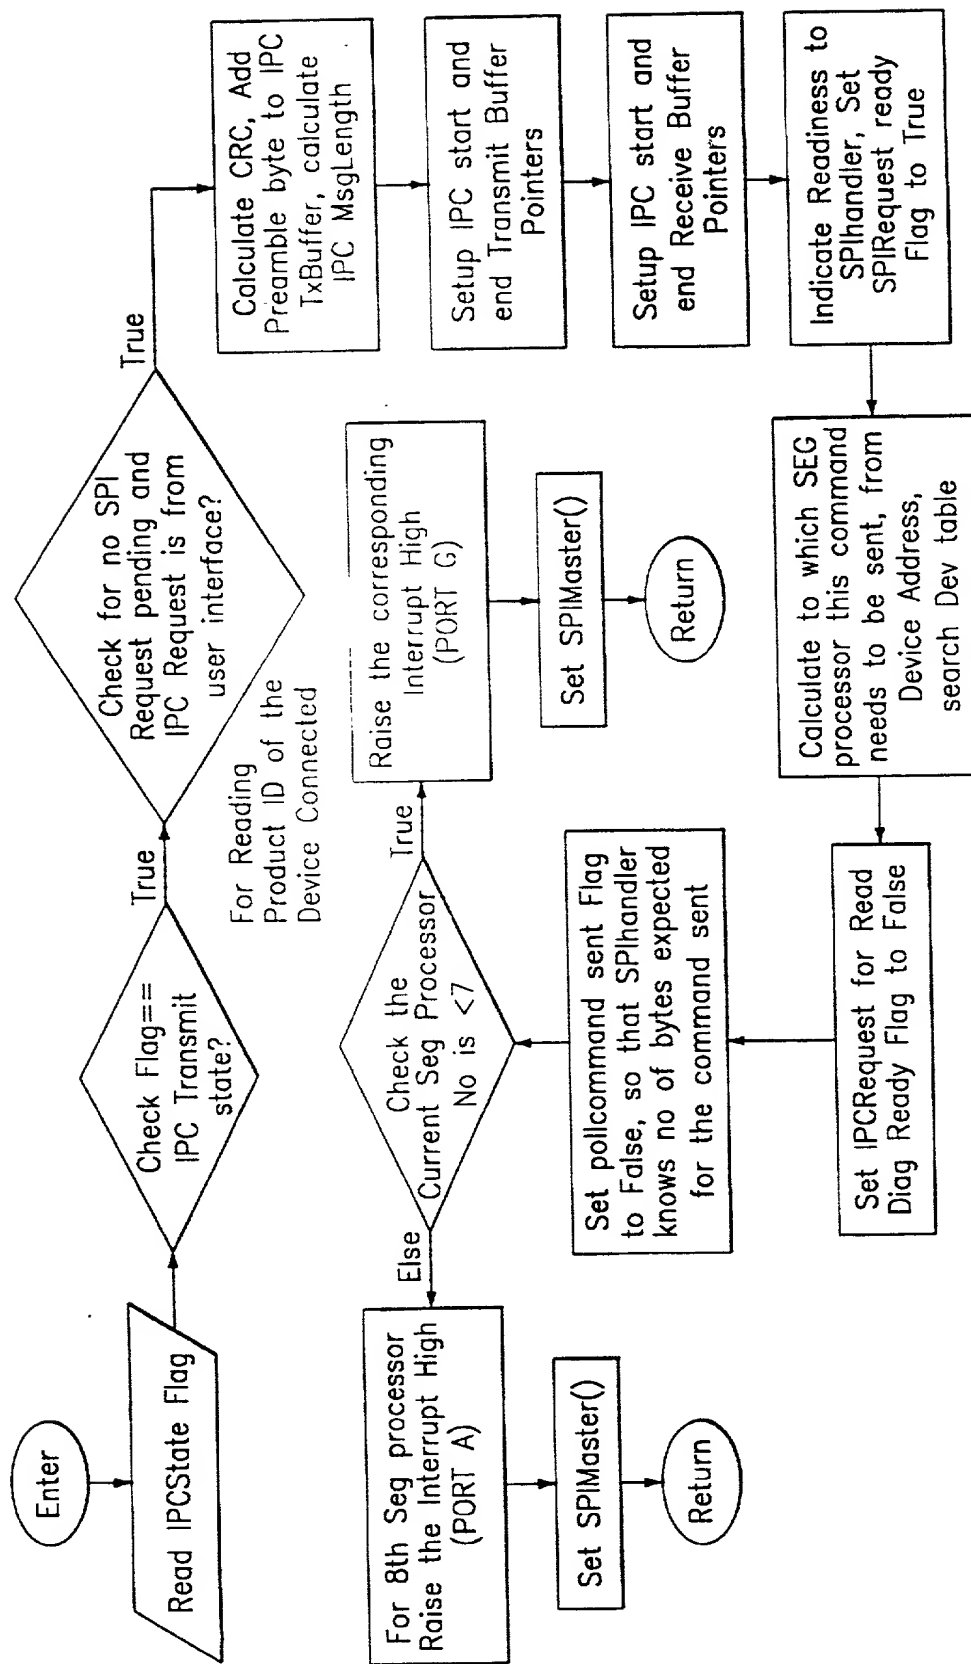 Enter
Read IPCState Flag
Check Flag==
IPC Transmit
state?
True
Check for no SPI
Request pending and
IPC Request is from
user interface?
True
For Reading
Product ID of the
Device Connected
Calculate CRC, Add
Preamble byte to IPC
TxBuffer, calculate
IPC MsgLength
Setup IPC start and
end Transmit Buffer
Pointers
Setup IPC start and
end Receive Buffer
Pointers
Indicate Readiness to
SPIhandler, Set
SPIRequest ready
Flag to True
Calculate to which SEG
processor this command
needs to be sent, from
Device Address,
search Dev table
Set IPCRequest for Read
Diag Ready Flag to False
Set pollcommand sent Flag
to False, so that SPIhandler
knows no of bytes expected
for the command sent
Check the
Current Seg Processor
No is <7
True
Raise the corresponding
Interrupt High
(PORT G)
Set SPIMaster()
Return
Else
For 8th Seg processor
Raise the Interrupt High
(PORT A)
Set SPIMaster()
Return